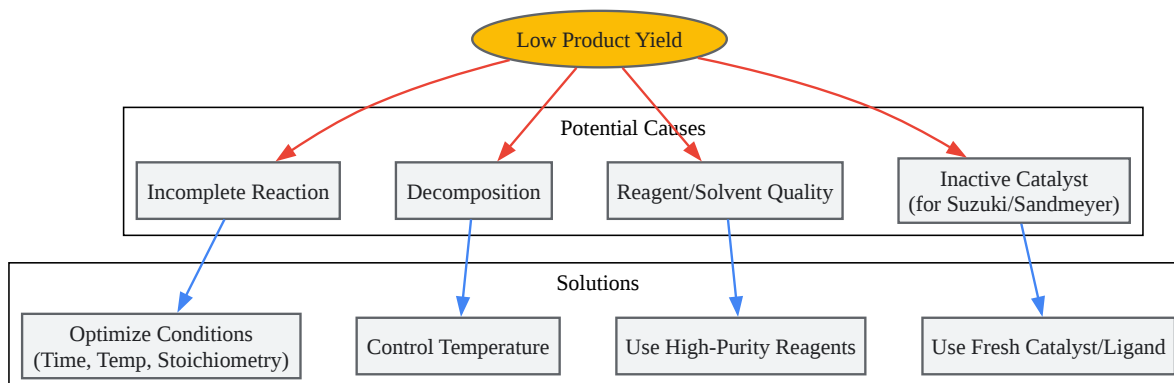 Low Product Yield
Potential Causes
Incomplete Reaction
Decomposition
Reagent/Solvent Quality
Inactive Catalyst
(for Suzuki/Sandmeyer)
Solutions
Optimize Conditions
(Time, Temp, Stoichiometry)
Control Temperature
Use High-Purity Reagents
Use Fresh Catalyst/Ligand